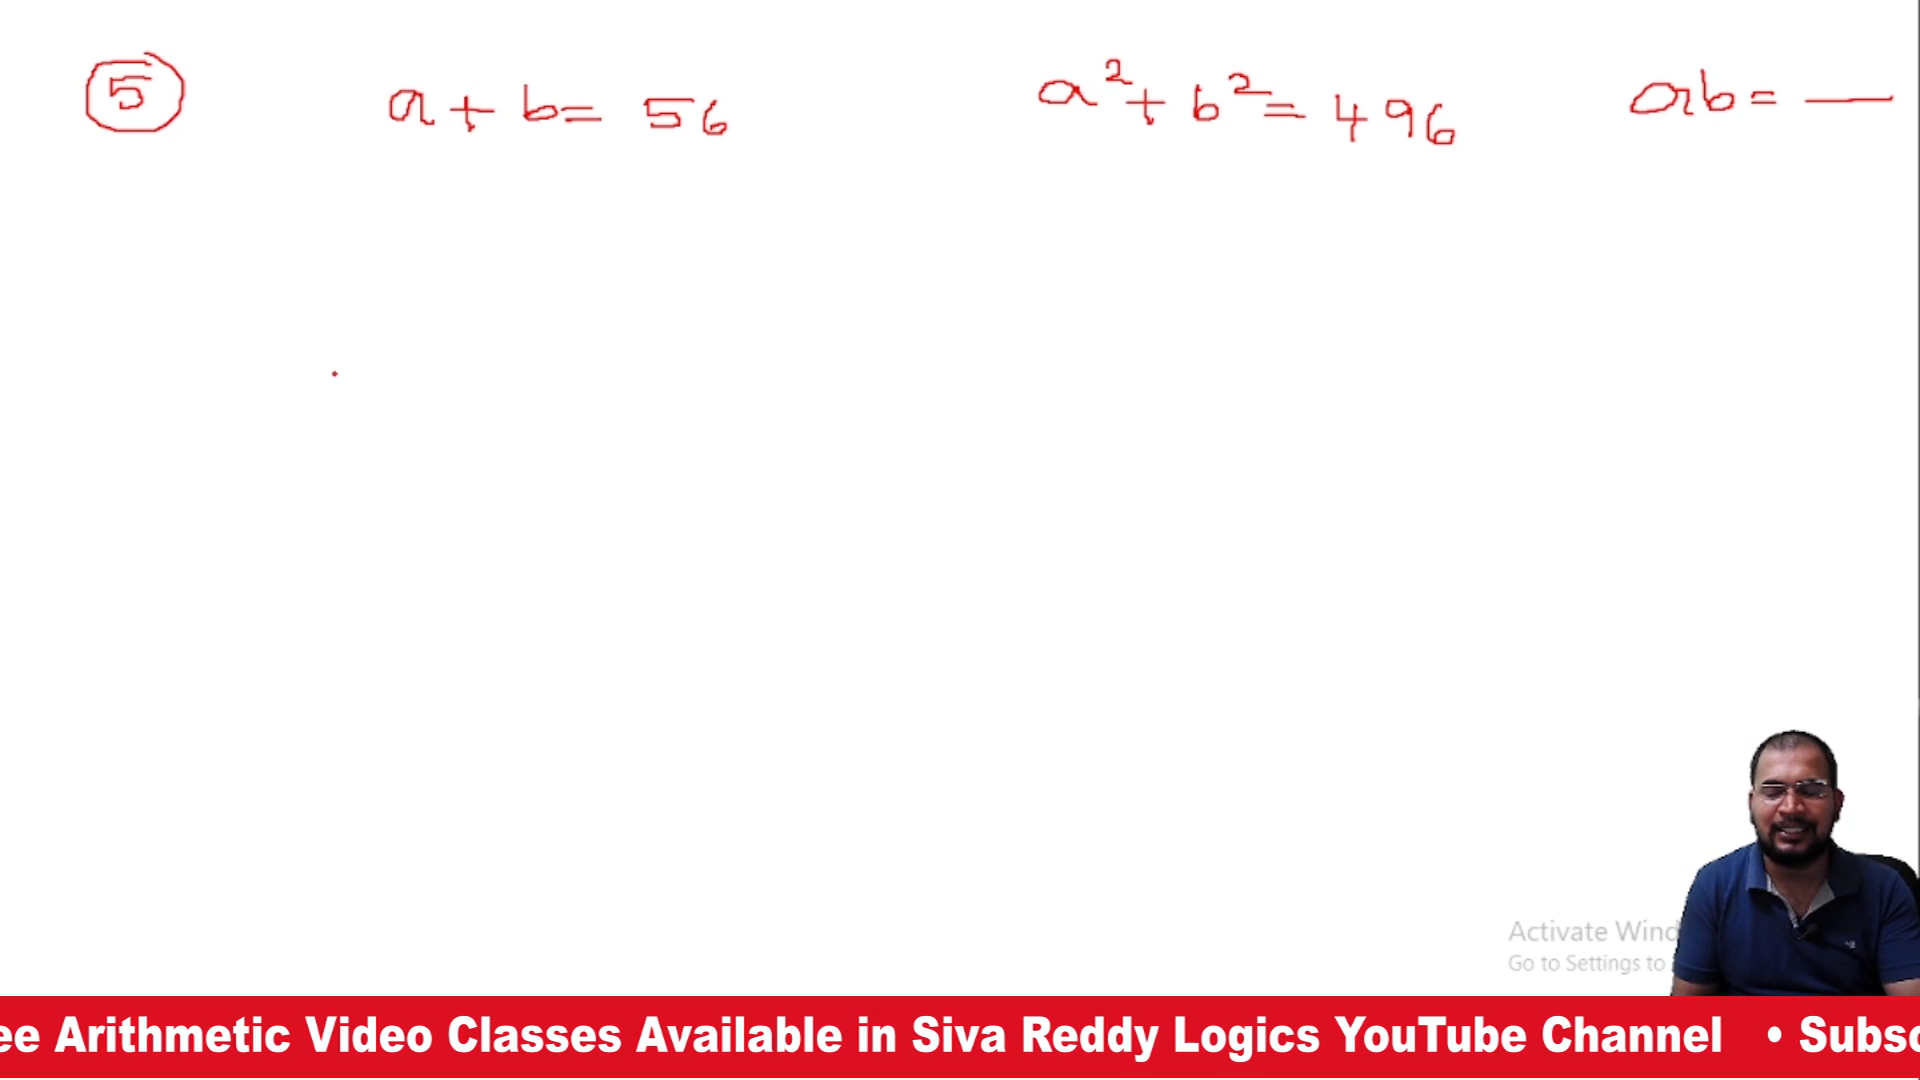 5 a + b = 56 a² + b² = 496 ab = —
Activate Wind
Go to Settings to
ee Arithmetic Video Classes Available in Siva Reddy Logics YouTube Channel • Subsc